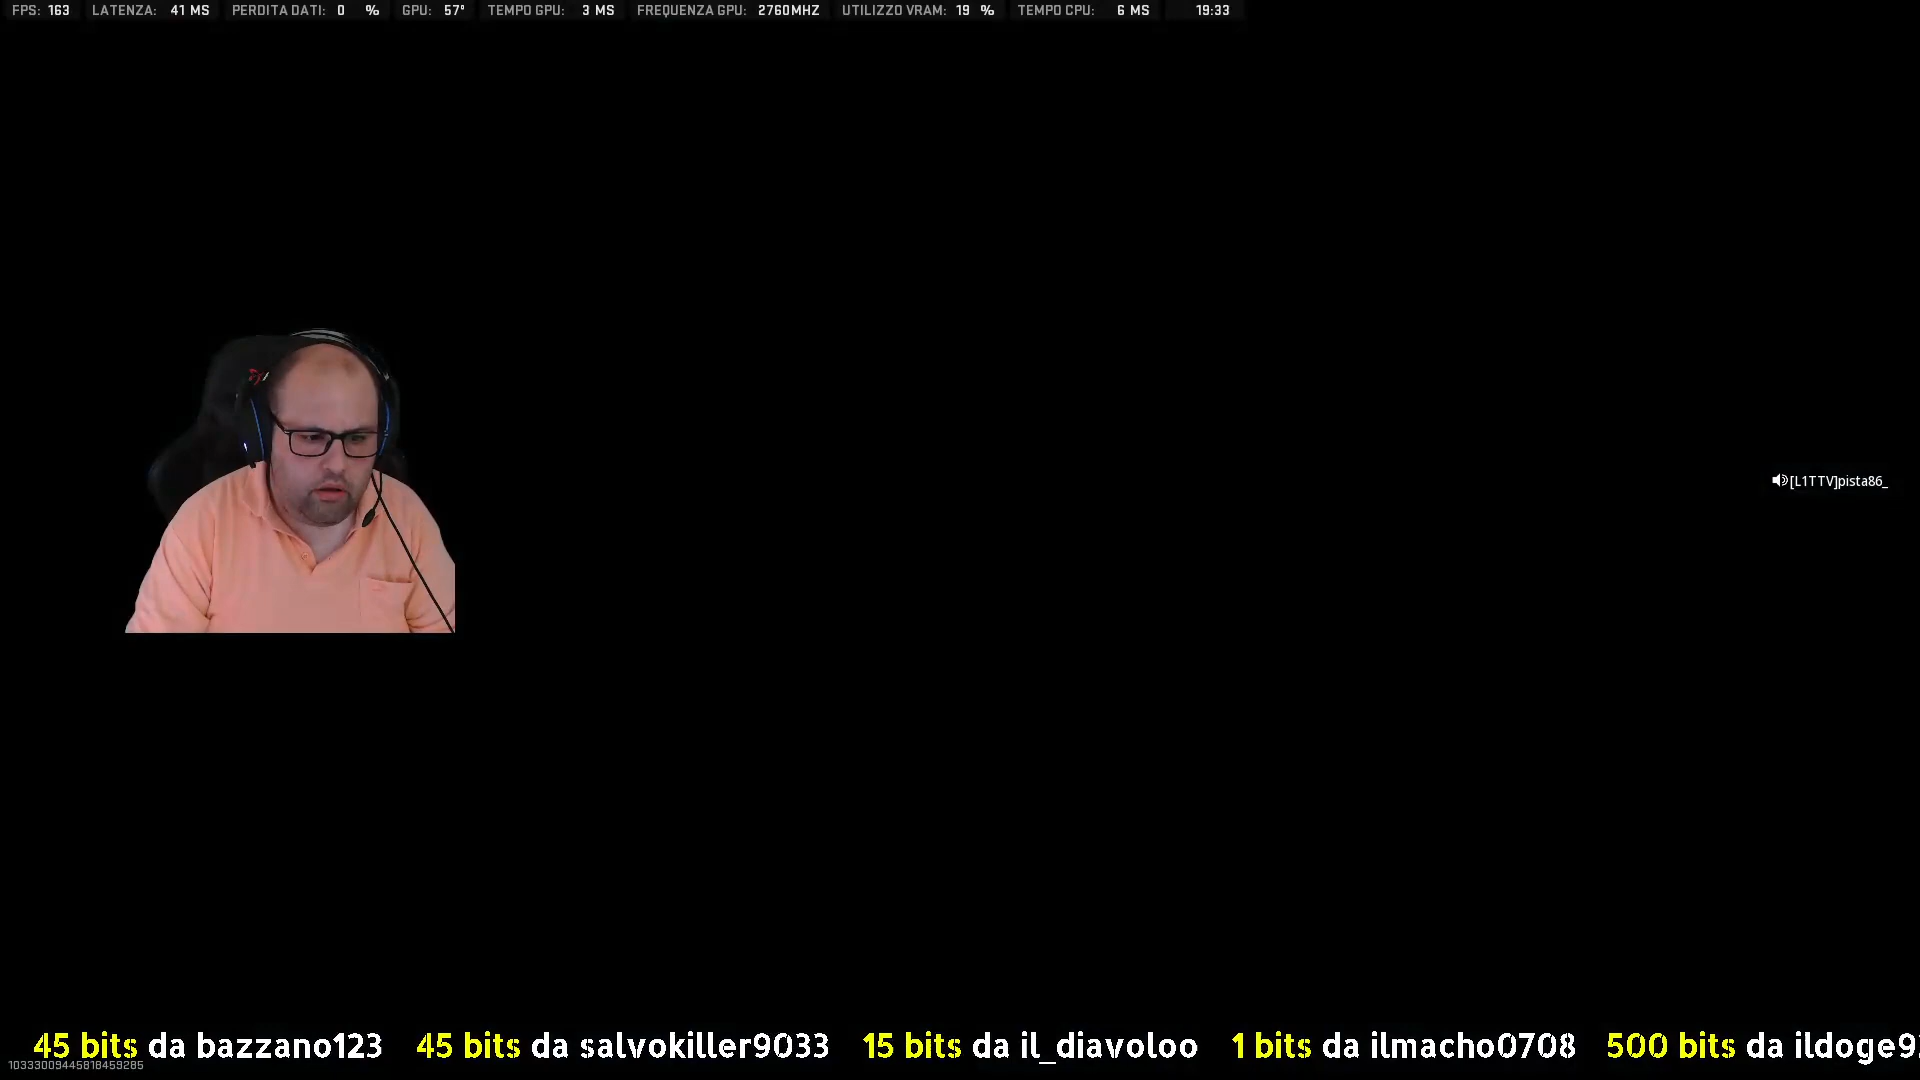 FPS: 163 LATENZA: 41 MS PERDITA DATI: 0 % GPU: 57° TEMPO GPU: 3 MS FREQUENZA GPU: 2760MHZ UTILIZZO VRAM: 19 % TEMPO CPU: 6 MS 19:33
[L1TTV]pista86_
45 bits da bazzano123 45 bits da salvokiller9033 15 bits da il_diavoloo 1 bits da ilmacho0708 500 bits da ildoge9
10333009445818459285